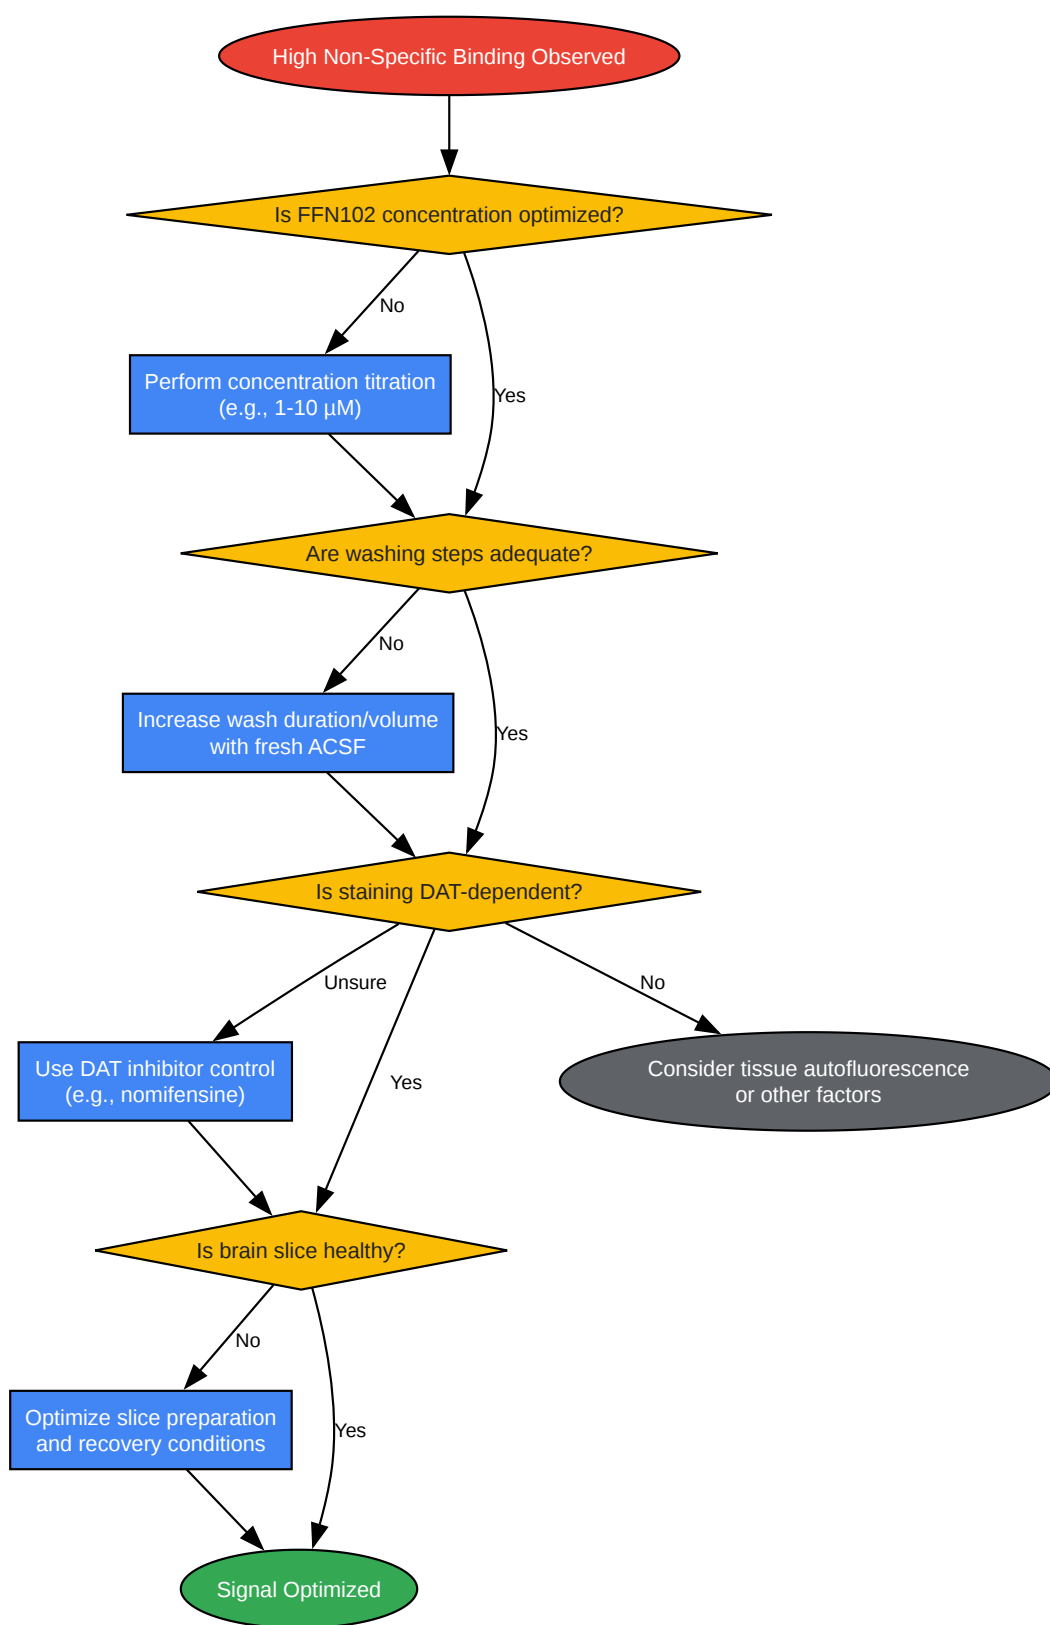 High Non-Specific Binding Observed
Is FFN102 concentration optimized?
No
Perform concentration titration
(e.g., 1-10 µM)
Yes
Are washing steps adequate?
No
Increase wash duration/volume
with fresh ACSF
Yes
Is staining DAT-dependent?
Unsure
No
Use DAT inhibitor control
(e.g., nomifensine)
Yes
Consider tissue autofluorescence
or other factors
Is brain slice healthy?
No
Optimize slice preparation
and recovery conditions
Yes
Signal Optimized